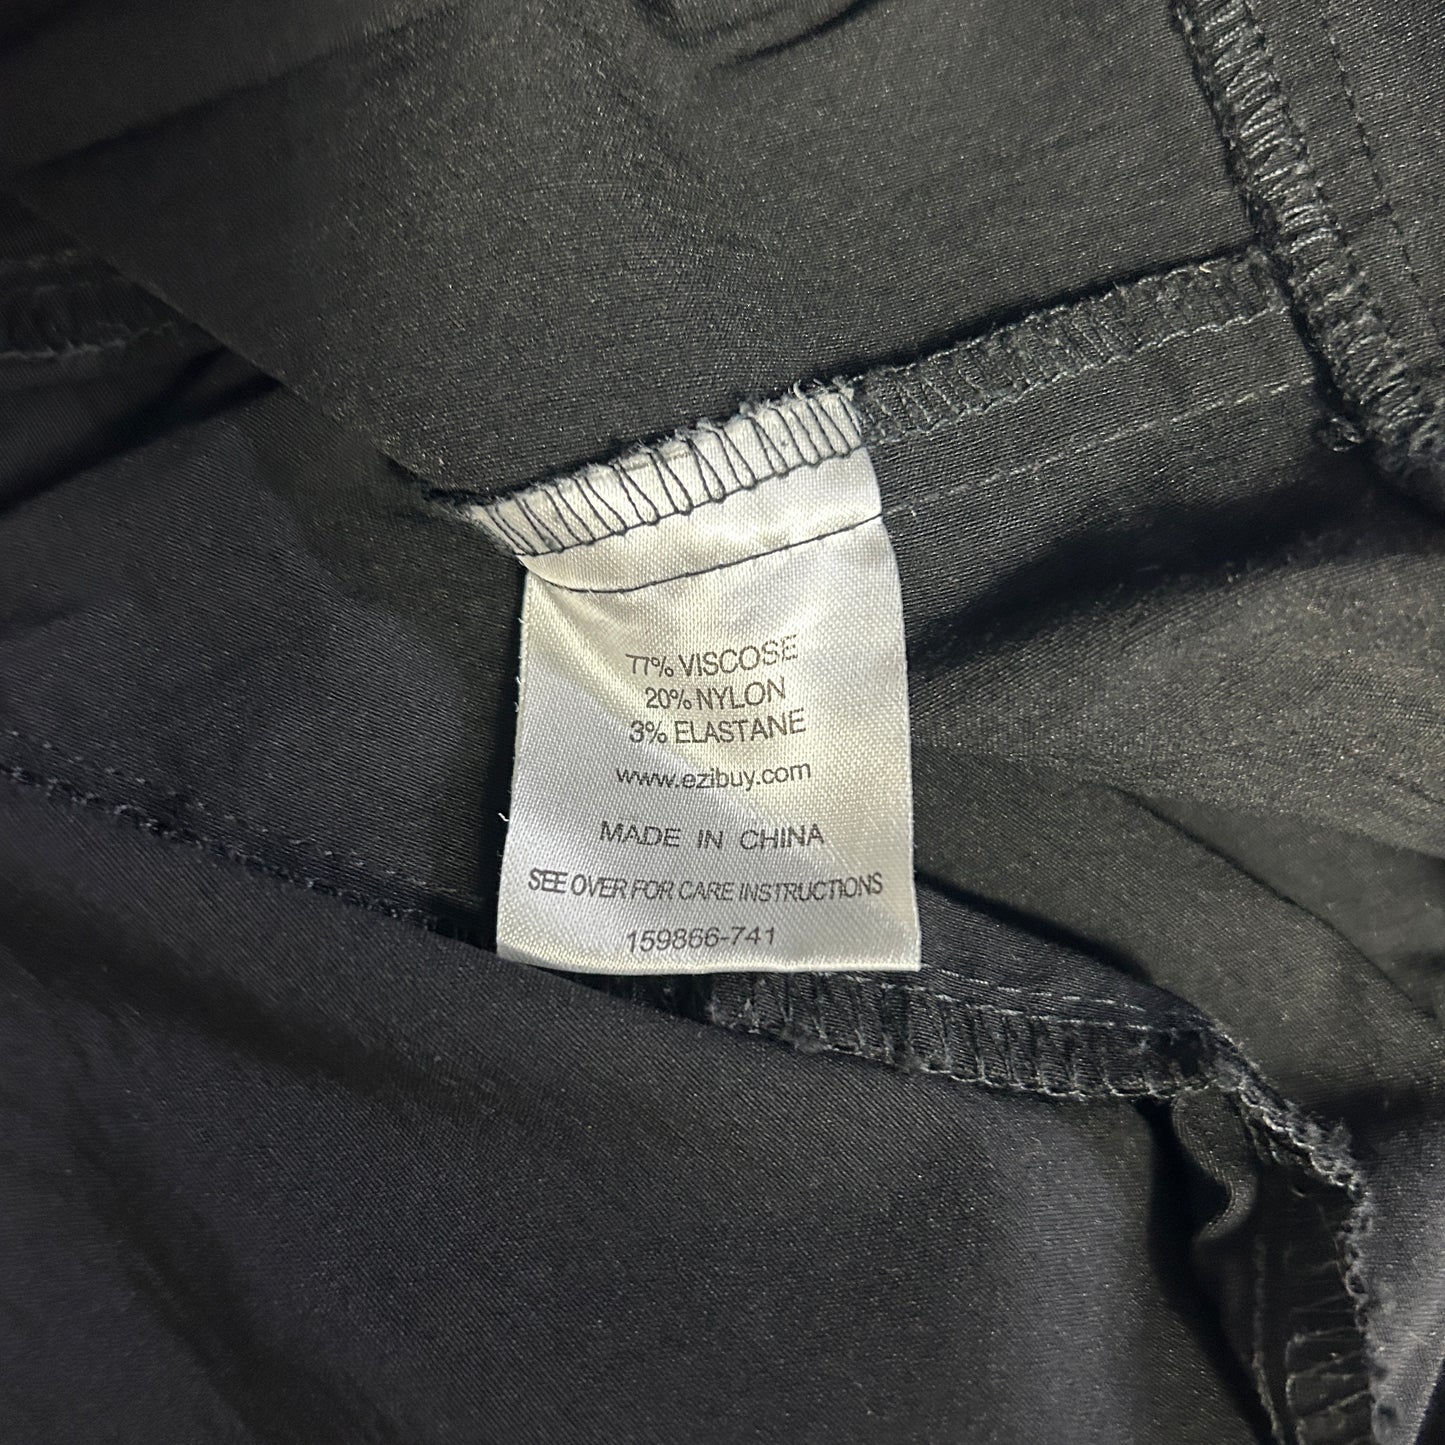 77% VISCOSE
20% NYLON
3% ELASTANE
www.ezibuy.com
MADE IN CHINA
SEE OVER FOR CARE INSTRUCTIONS
159866-741